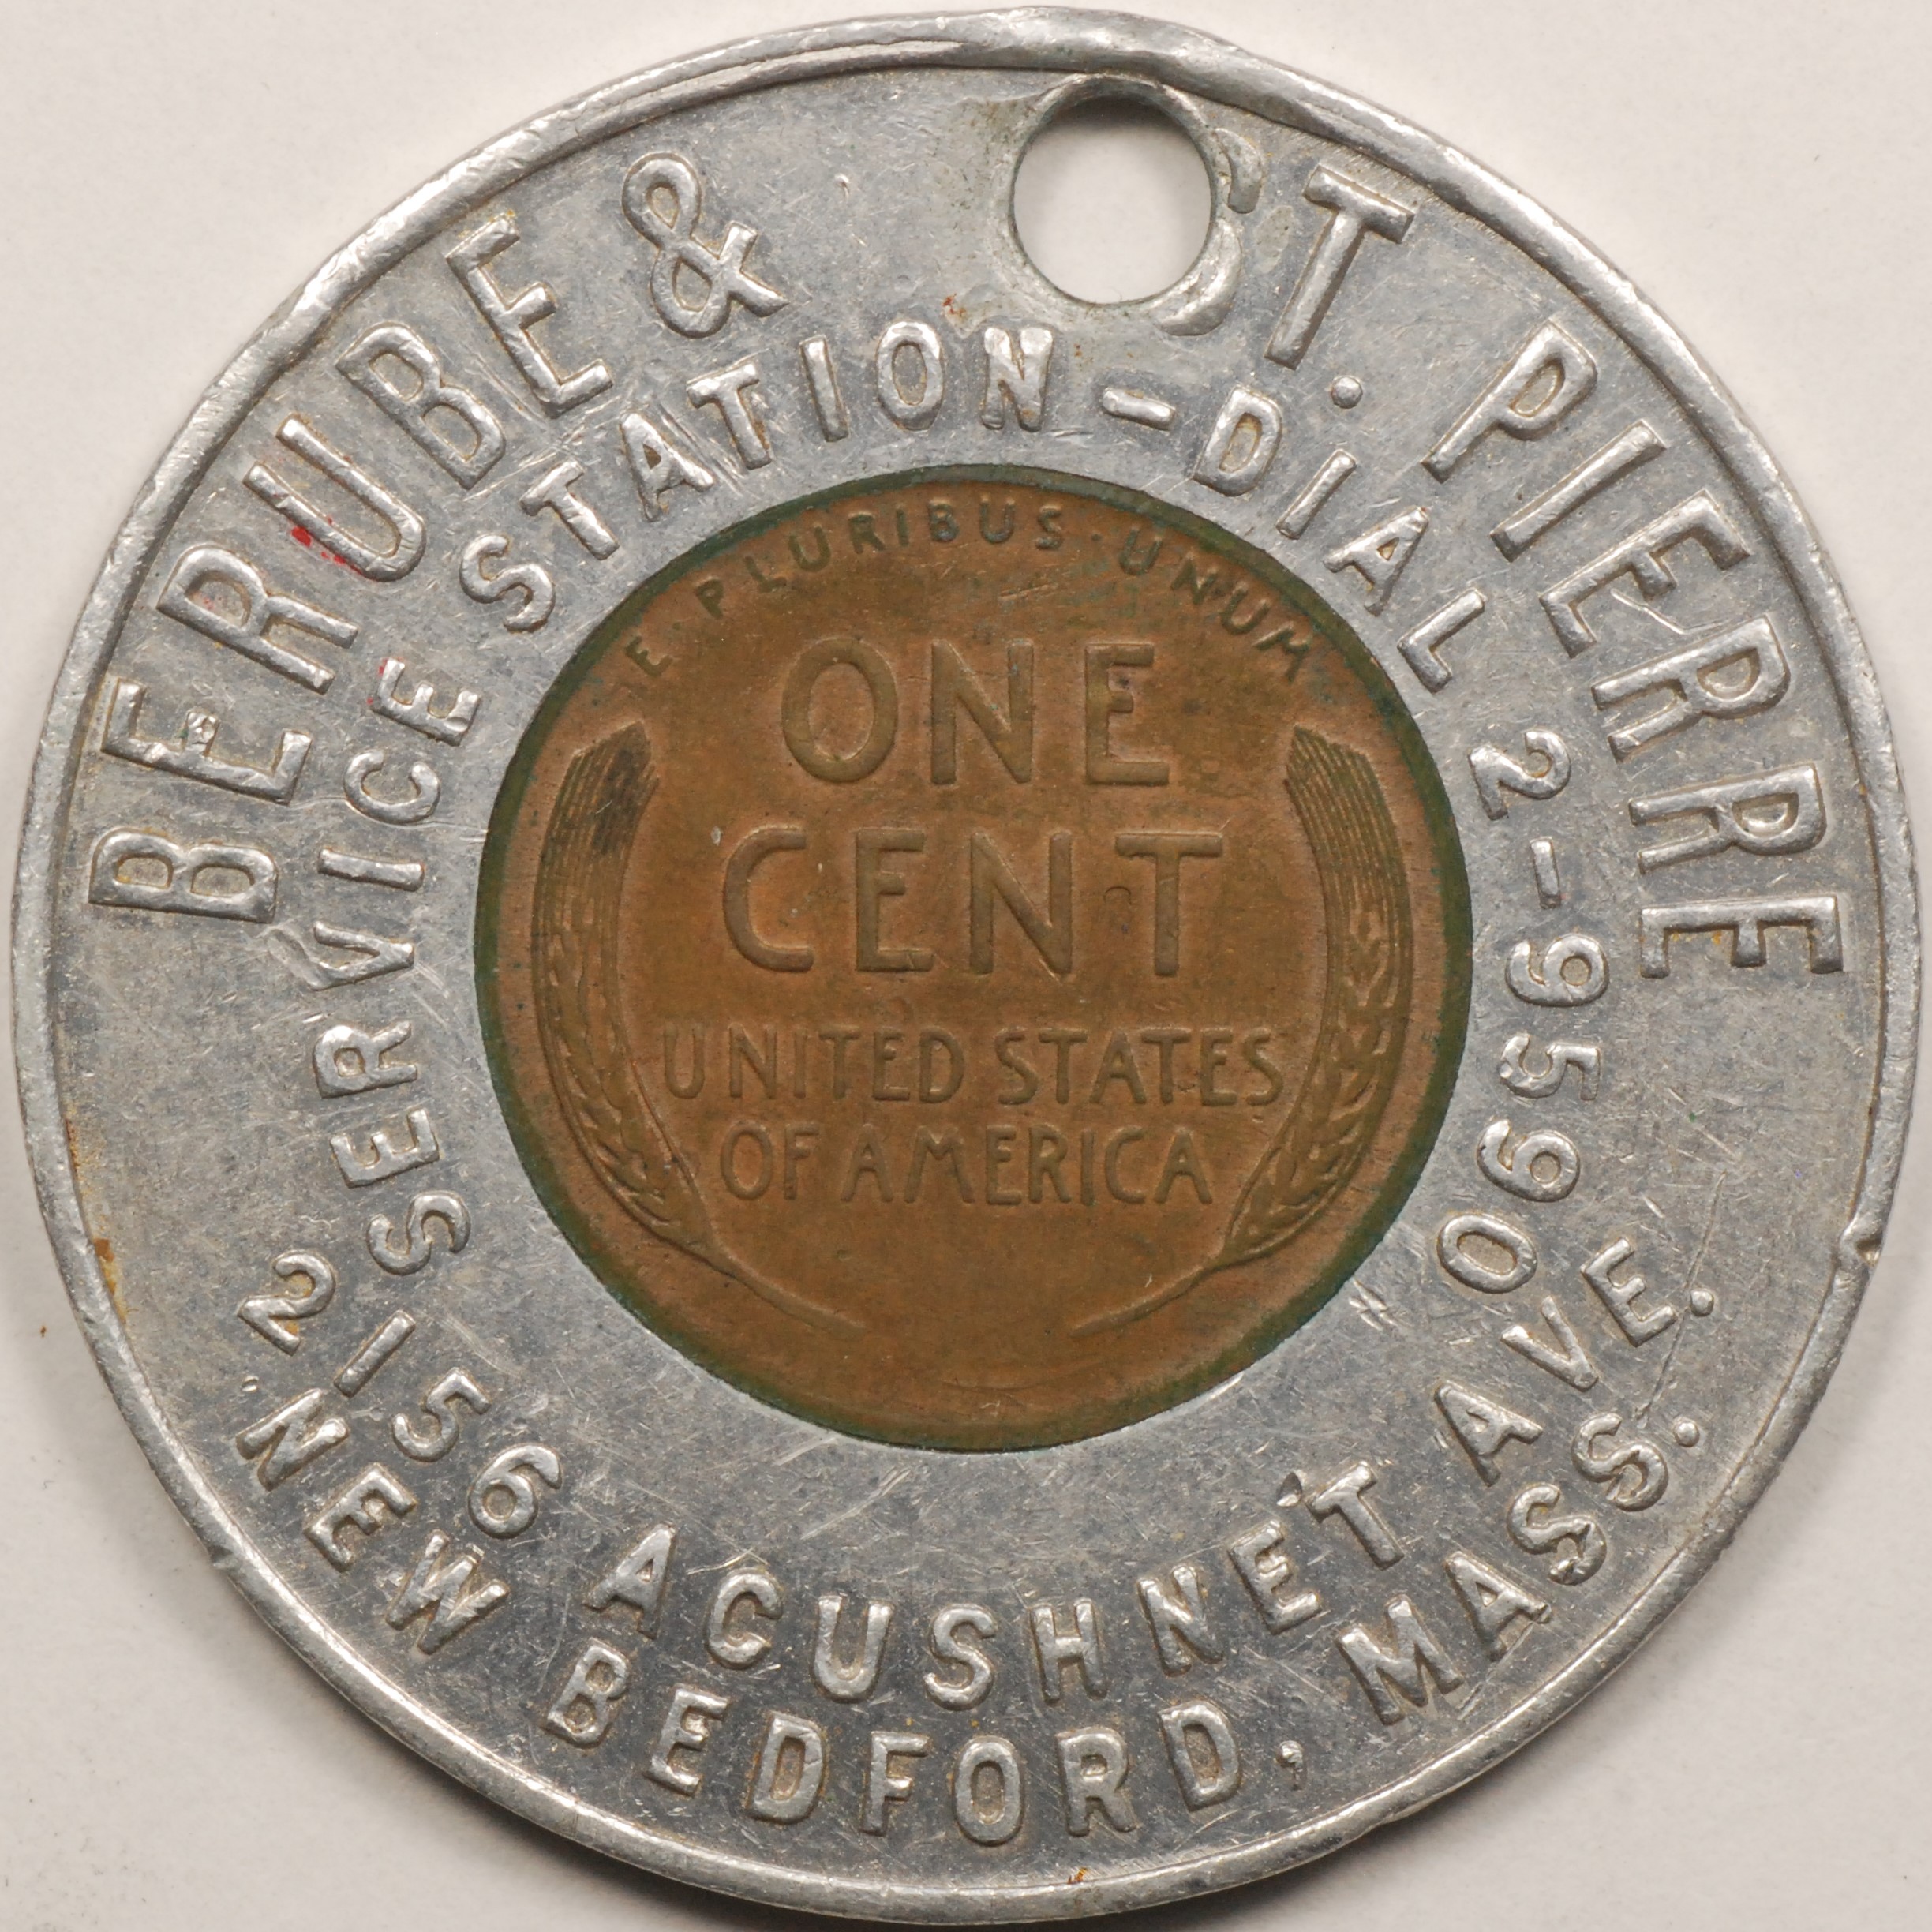 BERUBE & ST. PIERRE
SERVICE STATION - DIAL 2-9590
E · PLURIBUS · UNUM
ONE
CENT
UNITED STATES
OF AMERICA
2156 ACUSHNET AVE.
NEW BEDFORD, MASS.